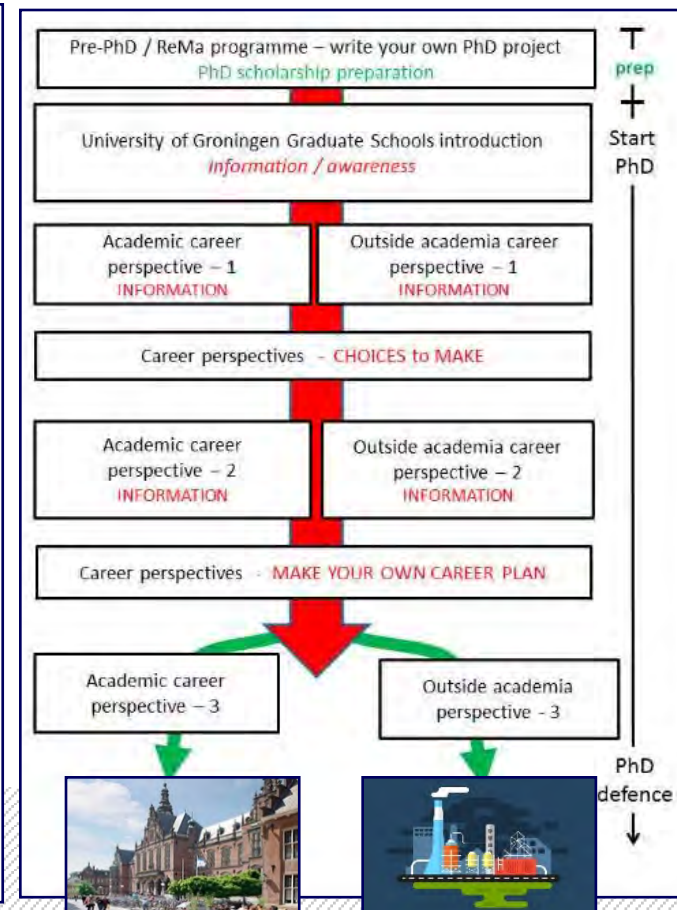 Pre-PhD / ReMa programme – write your own PhD project
PhD scholarship preparation
prep
University of Groningen Graduate Schools introduction
Information / awareness
Start
PhD
Academic career
perspective – 1
INFORMATION
Outside academia career
perspective – 1
INFORMATION
Career perspectives - CHOICES to MAKE
Academic career
perspective – 2
INFORMATION
Outside academia career
perspective – 2
INFORMATION
Career perspectives - MAKE YOUR OWN CAREER PLAN
Academic career
perspective – 3
Outside academia
perspective - 3
PhD
defence